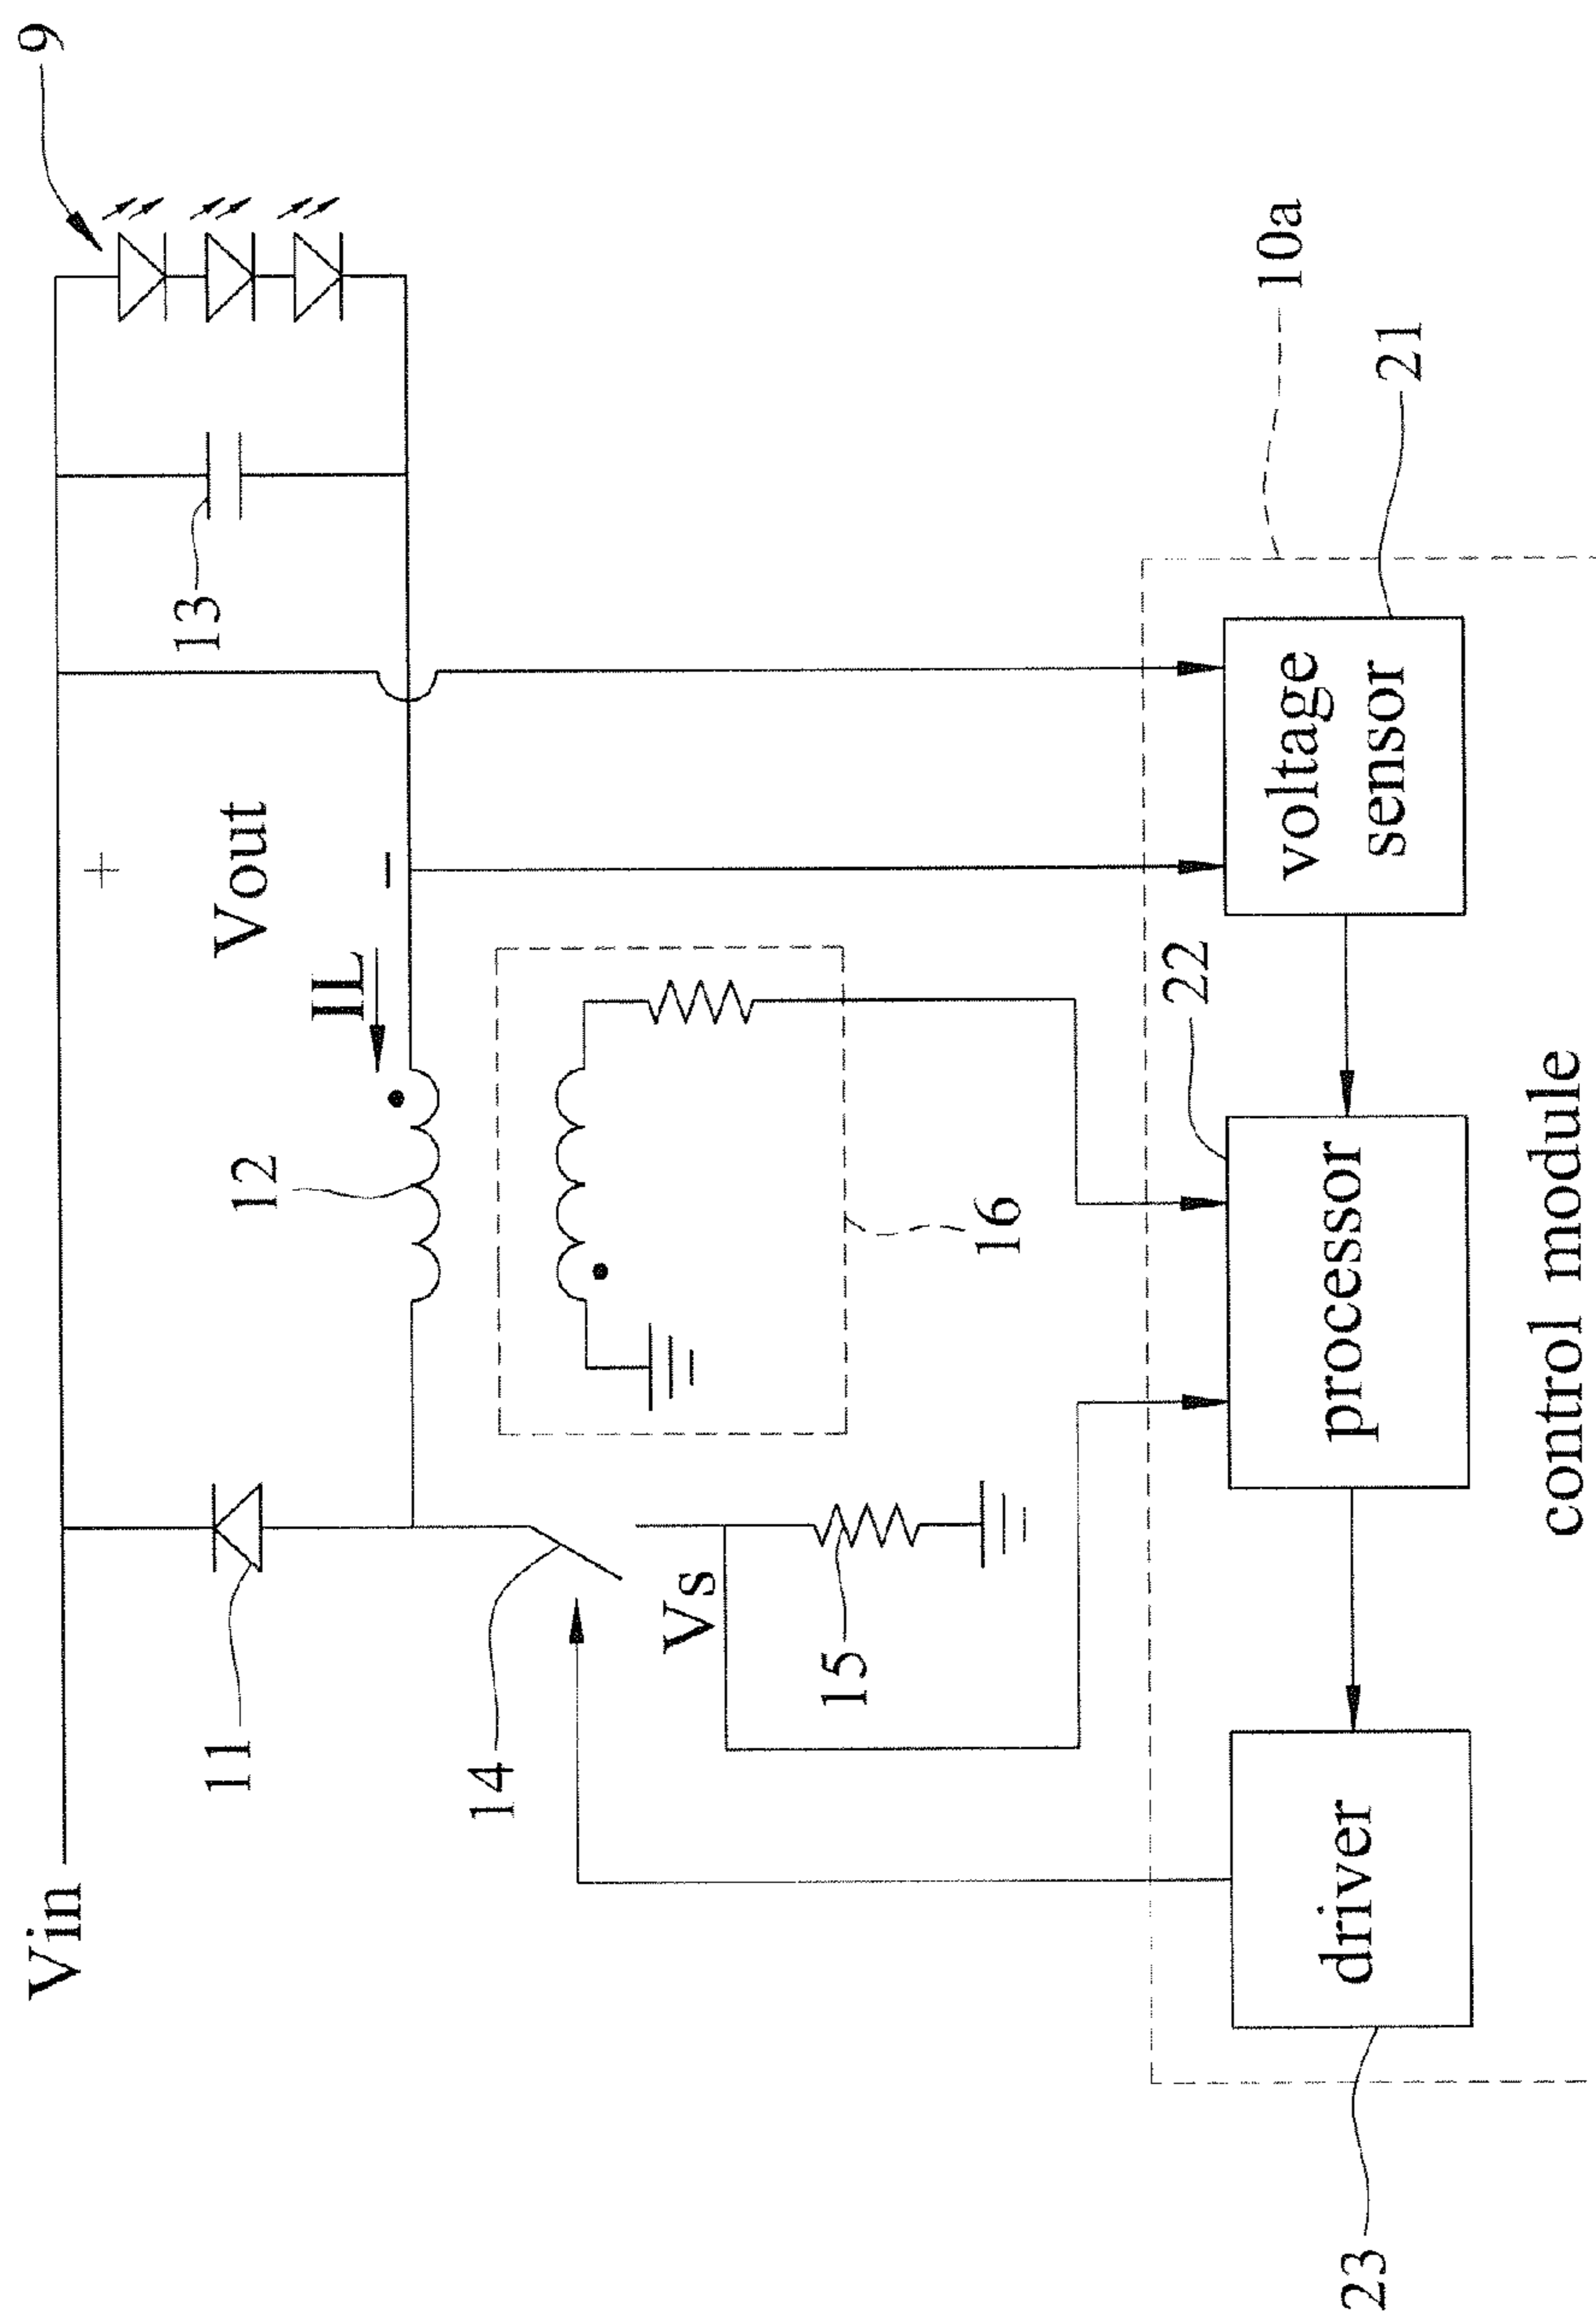 9
Vin
+
Vout
−
IL
11
12
13
14
Vs
15
16
10a
22
23
21
driver
processor
voltage
sensor
control module